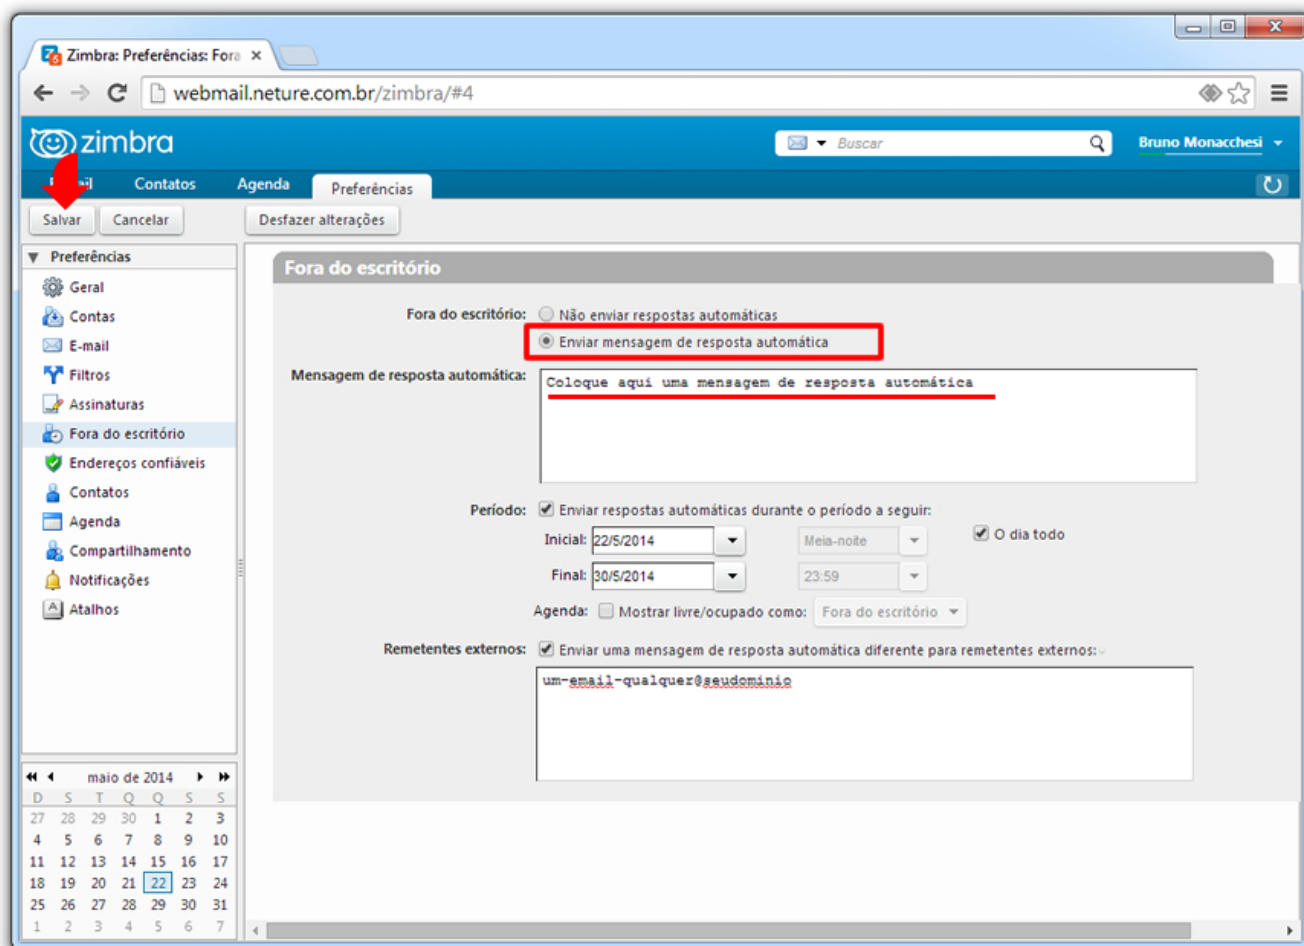 Zimbra: Preferências: Fora
webmail.neture.com.br/zimbra/#4
zimbra
Buscar
Bruno Monacchesi
Contatos
Agenda
Preferências
Salvar
Cancelar
Desfazer alterações
Preferências
Geral
Contas
E-mail
Filtros
Assinaturas
Fora do escritório
Endereços confiáveis
Contatos
Agenda
Compartilhamento
Notificações
Atalhos
Fora do escritório
Fora do escritório: Não enviar respostas automáticas
Enviar mensagem de resposta automática
Mensagem de resposta automática: Coloque aqui uma mensagem de resposta automática
Período: Enviar respostas automáticas durante o período a seguir:
Inicial: 22/5/2014 Meia-noite O dia todo
Final: 30/5/2014 23:59
Agenda: Mostrar livre/ocupado como: Fora do escritório
Remetentes externos: Enviar uma mensagem de resposta automática diferente para remetentes externos:
um-email-qualquer@seudominio
maio de 2014
D S T Q Q S S
27 28 29 30 1 2 3
4 5 6 7 8 9 10
11 12 13 14 15 16 17
18 19 20 21 22 23 24
25 26 27 28 29 30 31
1 2 3 4 5 6 7